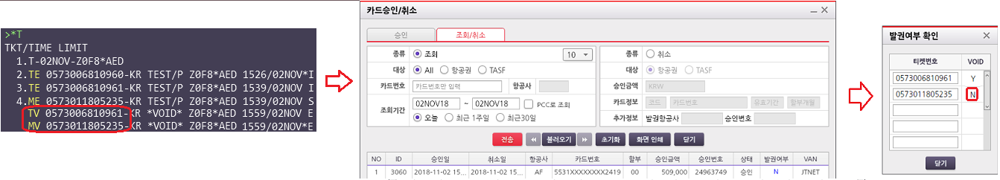 >*T
TKT/TIME LIMIT
1.T-02NOV-Z0F8*AED
2.TE 0573006810960-KR TEST/P Z0F8*AED 1526/02NOV*I
3.TE 0573006810961-KR TEST/P Z0F8*AED 1539/02NOV I
4.ME 0573011805235-KR TEST/P Z0F8*AED 1539/02NOV S
TV 0573006810961-KR *VOID* Z0F8*AED 1559/02NOV E
MV 0573011805235-KR *VOID* Z0F8*AED 1559/02NOV*E
카드승인/취소
승인 조회/취소
종류 조회 10
대상 All 항공권 TASF
카드번호 카드번호만 입력 항공사
조회기간 02NOV18 ~ 02NOV18 PCC로 조회
오늘 최근 1주일 최근30일
종류 취소
대상 항공권 TASF
승인금액 KRW
카드정보 코드 카드번호 유효기간 할부개월
추가정보 발권항공사 승인번호
전송 불러오기 초기화 화면 인쇄 닫기
NO ID 승인일 취소일 항공사 카드번호 할부 승인금액 승인번호 상태 발권여부 VAN
1 3060 2018-11-02 15... 2018-11-02 15... AF 5531XXXXXXXX2419 00 509,000 24963749 승인 N JTNET
발권여부 확인
티켓번호 VOID
0573006810961 Y
0573011805235 N
닫기